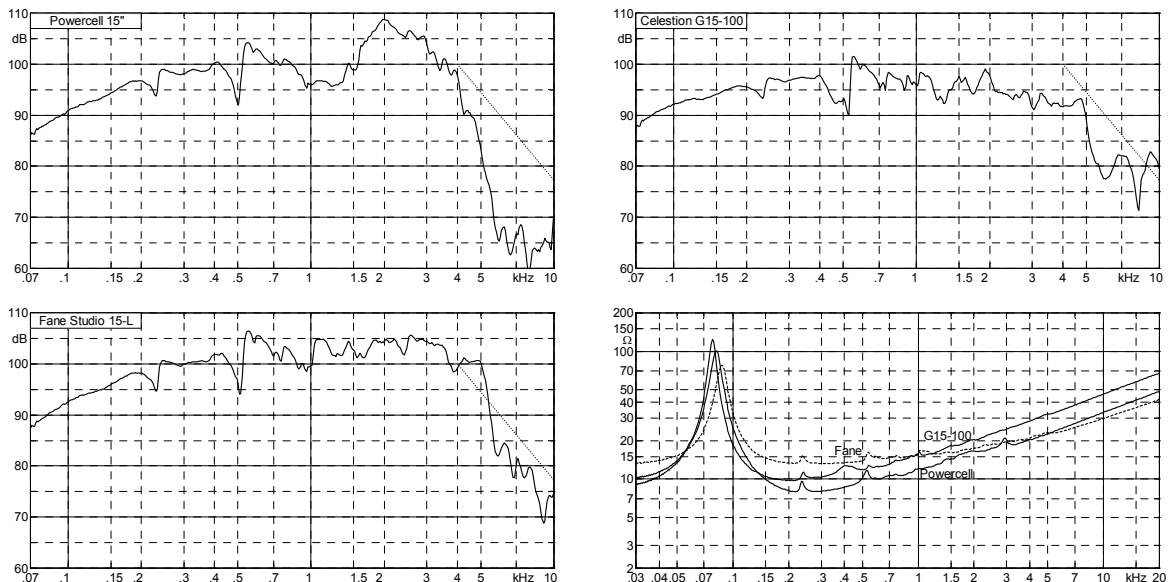 Powercell 15"
110
dB
100
90
80
70
60
.07 .1 .15 .2 .3 .4 .5 .7 1 1.5 2 3 4 5 kHz 10
Celestion G15-100
110
dB
100
90
80
70
60
.07 .1 .15 .2 .3 .4 .5 .7 1 1.5 2 3 4 5 kHz 10
Fane Studio 15-L
110
dB
100
90
80
70
60
.07 .1 .15 .2 .3 .4 .5 .7 1 1.5 2 3 4 5 kHz 10
200
150
Ω
100
70
50
40
30
20
15
10
7
5
3
2
G15-100
Fane
Powercell
.03 .04 .05 .07 .1 .15 .2 .3 .4 .5 .7 1 1.5 2 3 4 5 kHz 10 20